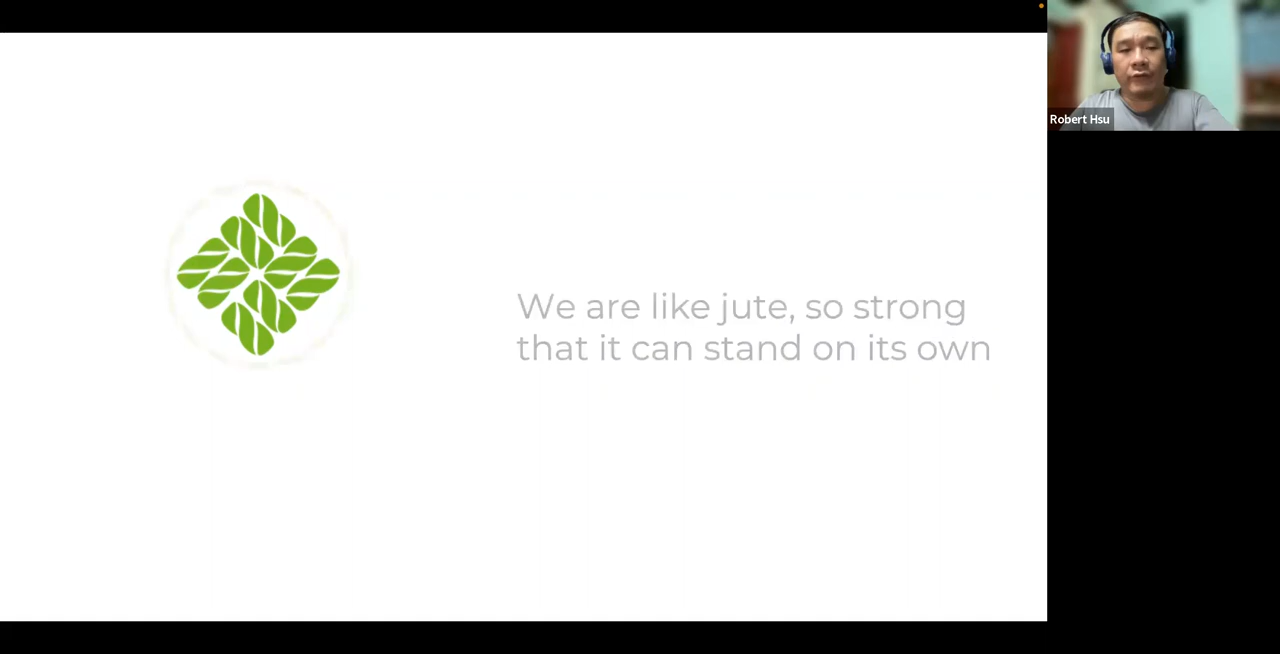 We are like jute, so strong
that it can stand on its own
Robert Hsu